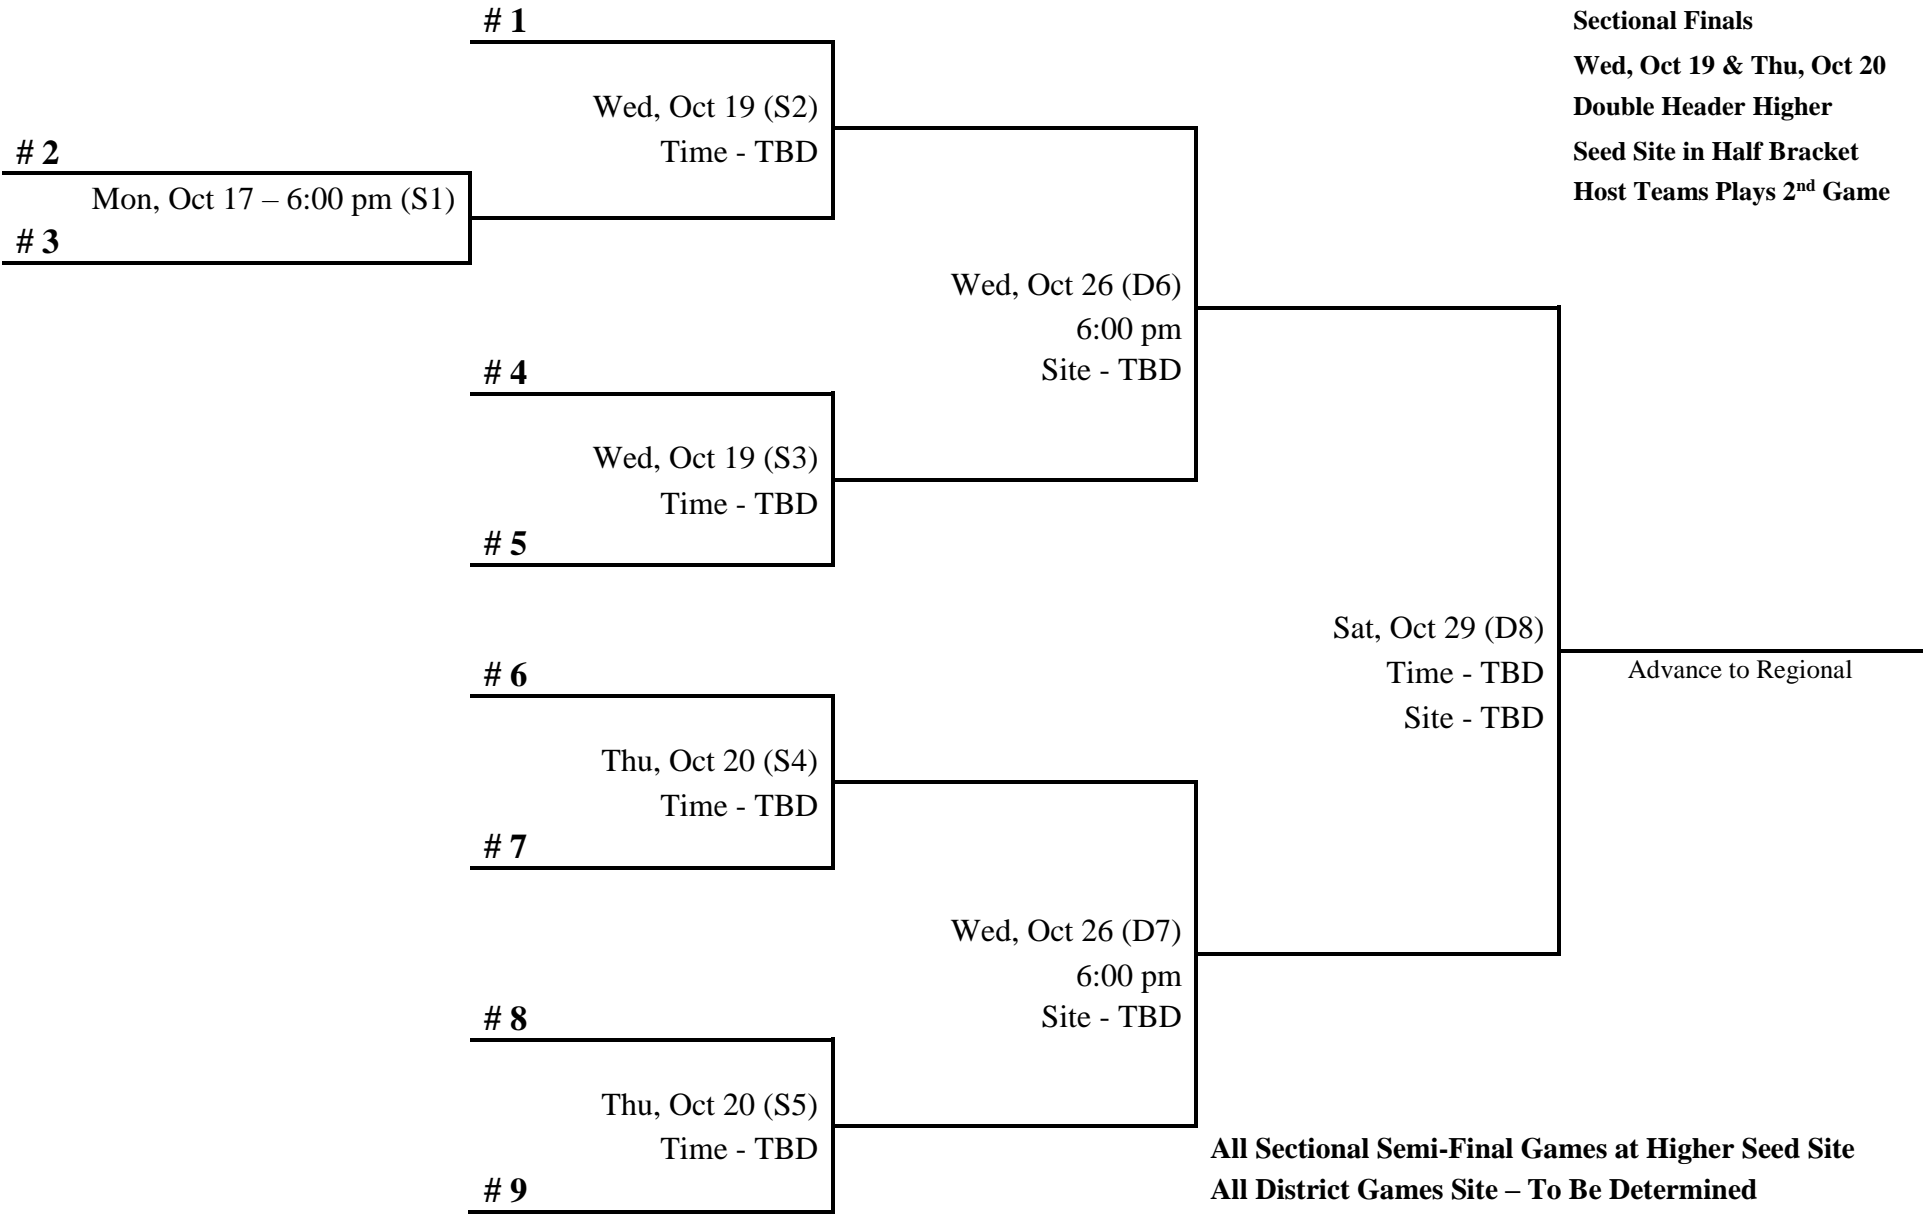 # 1
Sectional Finals
Wed, Oct 19 & Thu, Oct 20
Double Header Higher
Seed Site in Half Bracket
Host Teams Plays 2nd Game
Wed, Oct 19 (S2)
Time - TBD
# 2
Mon, Oct 17 – 6:00 pm (S1)
# 3
Wed, Oct 26 (D6)
6:00 pm
Site - TBD
# 4
Wed, Oct 19 (S3)
Time - TBD
# 5
Sat, Oct 29 (D8)
Time - TBD
Site - TBD
Advance to Regional
# 6
Thu, Oct 20 (S4)
Time - TBD
# 7
Wed, Oct 26 (D7)
6:00 pm
Site - TBD
# 8
Thu, Oct 20 (S5)
Time - TBD
# 9
All Sectional Semi-Final Games at Higher Seed Site
All District Games Site – To Be Determined